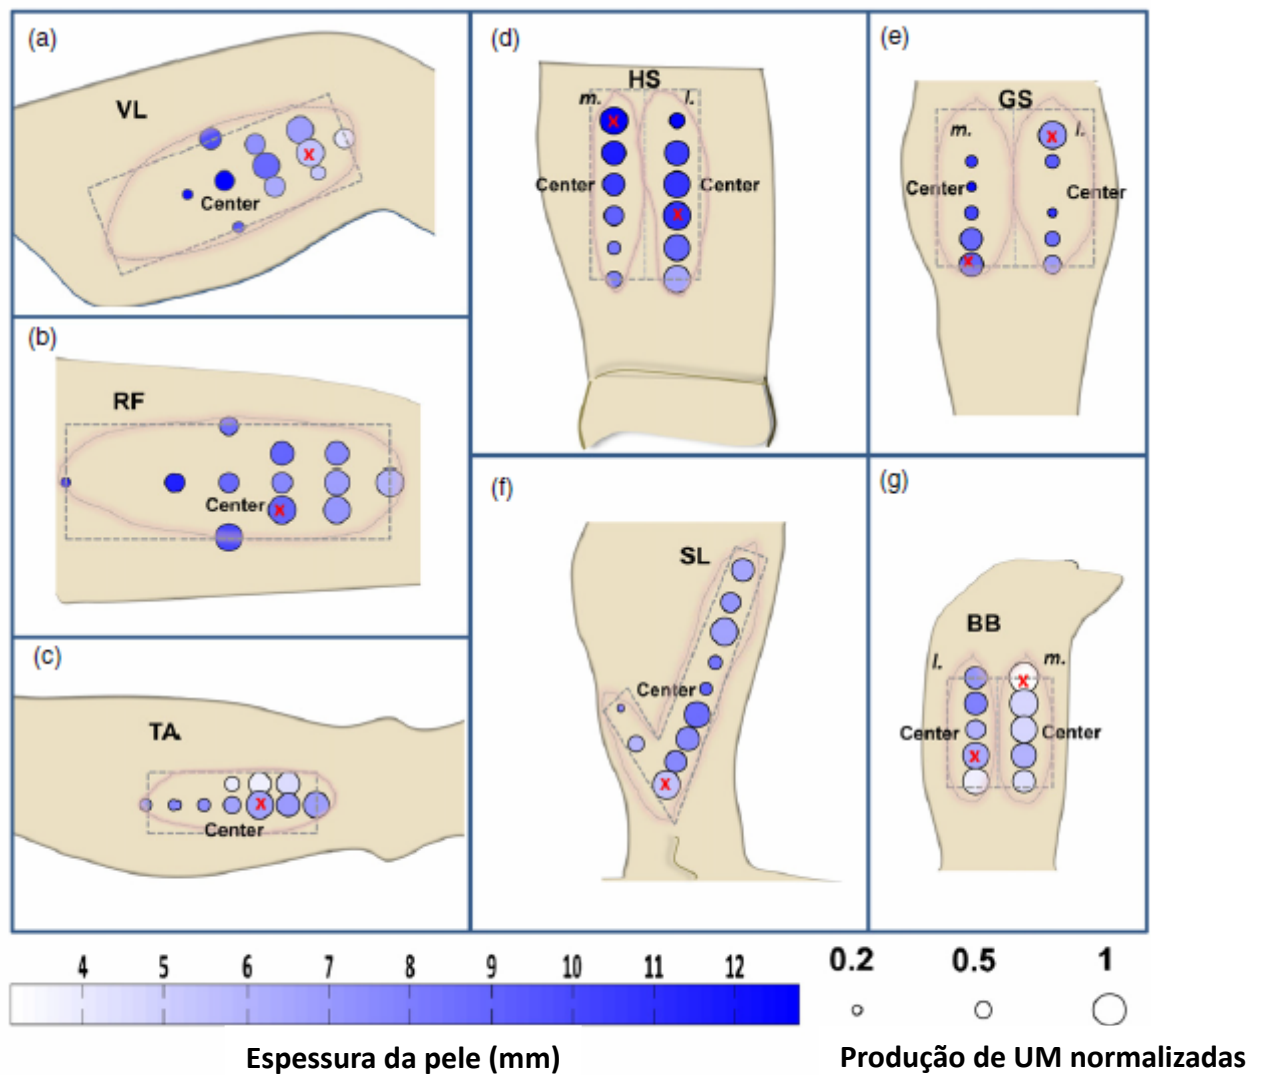 (a)
VL
Center
x
(b)
RF
Center
x
(c)
TA
Center
x
(d)
HS
m.
l.
x
Center
Center
x
(e)
GS
m.
l.
x
Center
Center
x
(f)
SL
Center
x
(g)
BB
l.
m.
x
Center
Center
x
4 5 6 7 8 9 10 11 12
Espessura da pele (mm)
0.2 0.5 1
Produção de UM normalizadas